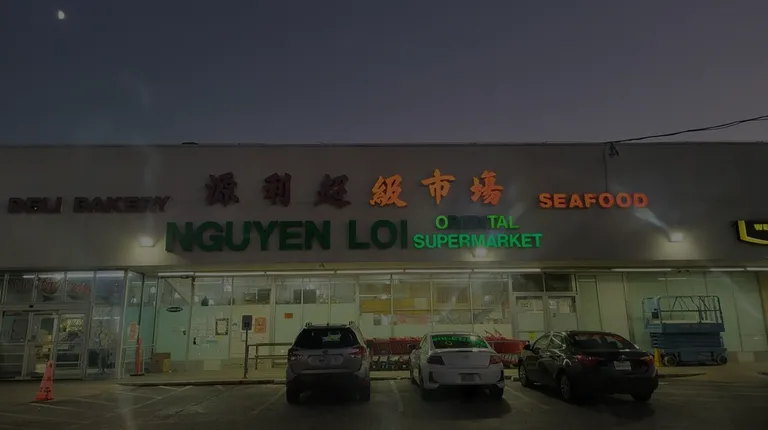 DELI BAKERY
源利超級市場
NGUYEN LOI
ORIENTAL
SUPERMARKET
SEAFOOD